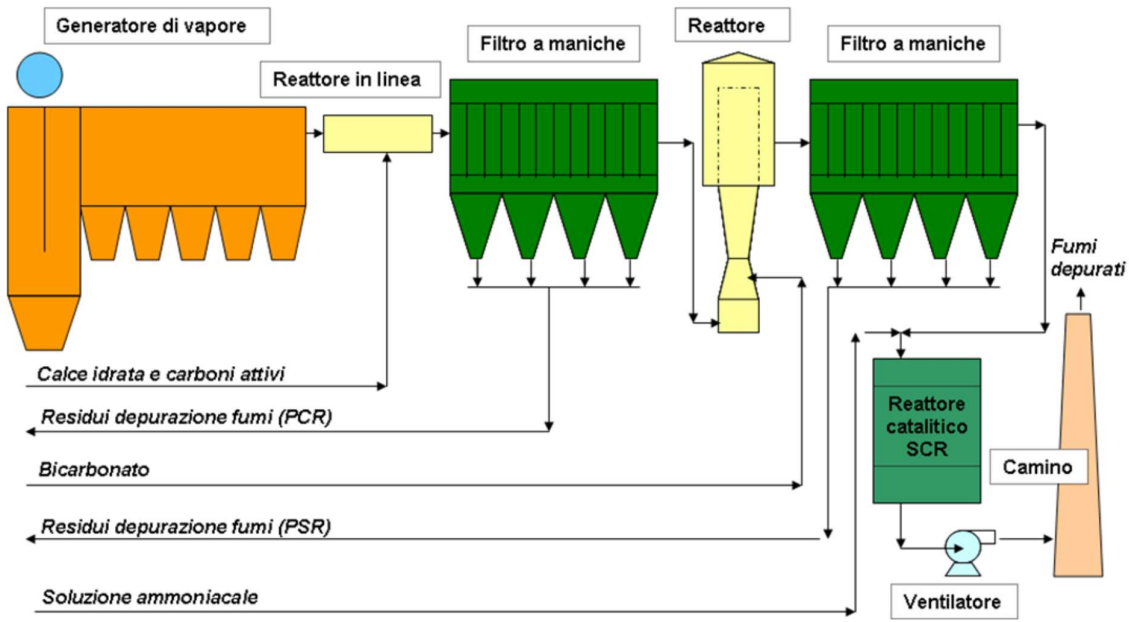 Generatore di vapore
Reattore in linea
Filtro a maniche
Reattore
Filtro a maniche
Fumi
depurati
Calce idrata e carboni attivi
Residui depurazione fumi (PCR)
Bicarbonato
Residui depurazione fumi (PSR)
Soluzione ammoniacale
Reattore
catalitico
SCR
Camino
Ventilatore